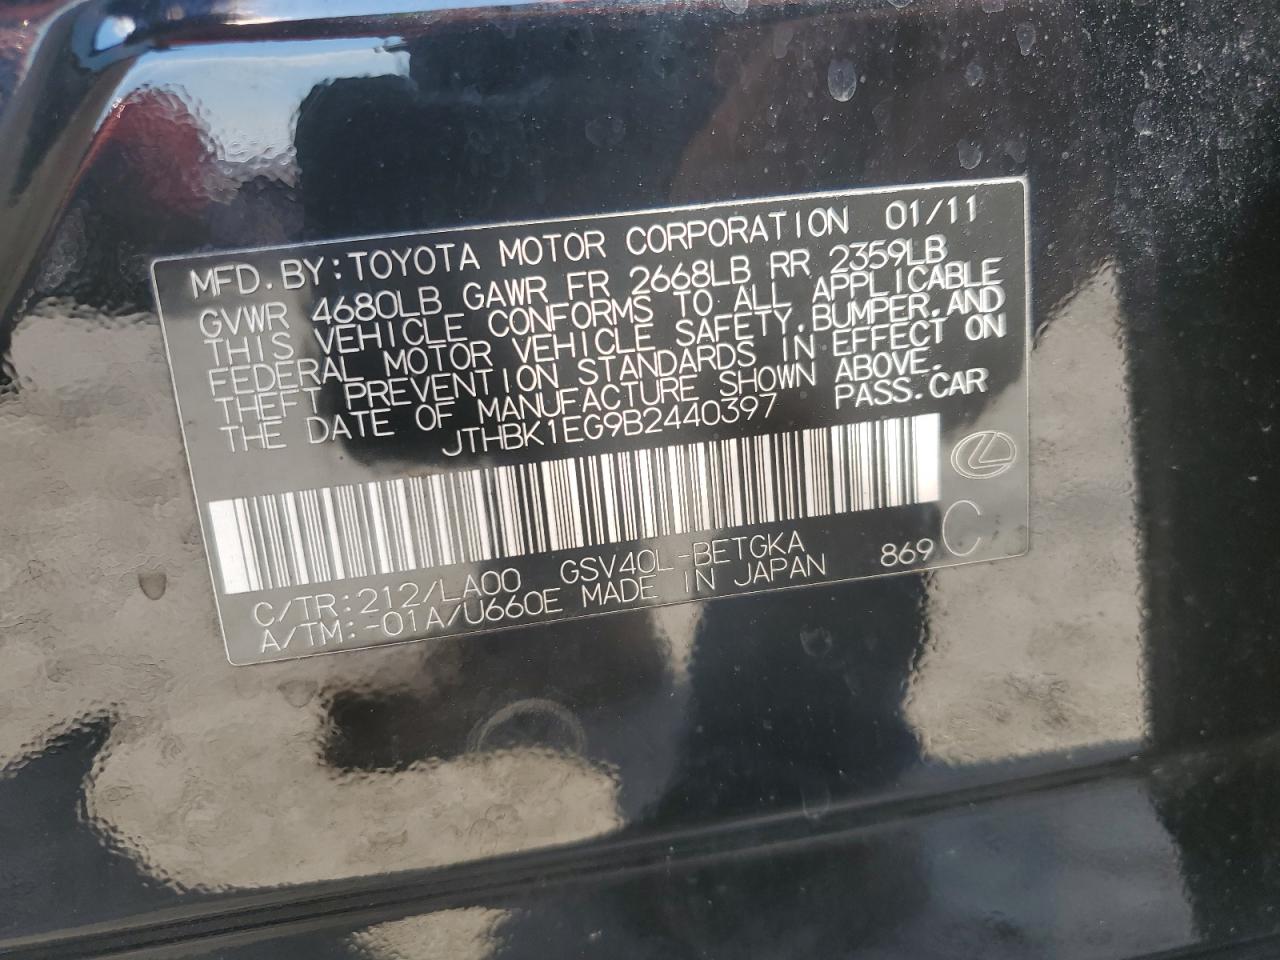 MFD.BY:TOYOTA MOTOR CORPORATION 01/11
GVWR 4680LB GAWR FR 2668LB RR 2359LB
THIS VEHICLE CONFORMS TO ALL APPLICABLE
FEDERAL MOTOR VEHICLE SAFETY,BUMPER,AND
THEFT PREVENTION STANDARDS IN EFFECT ON
THE DATE OF MANUFACTURE SHOWN ABOVE.
JTHBK1EG9B2440397 PASS.CAR
C/TR:212/LA00 GSV40L-BETGKA 869 C
A/TM:-01A/U660E MADE IN JAPAN